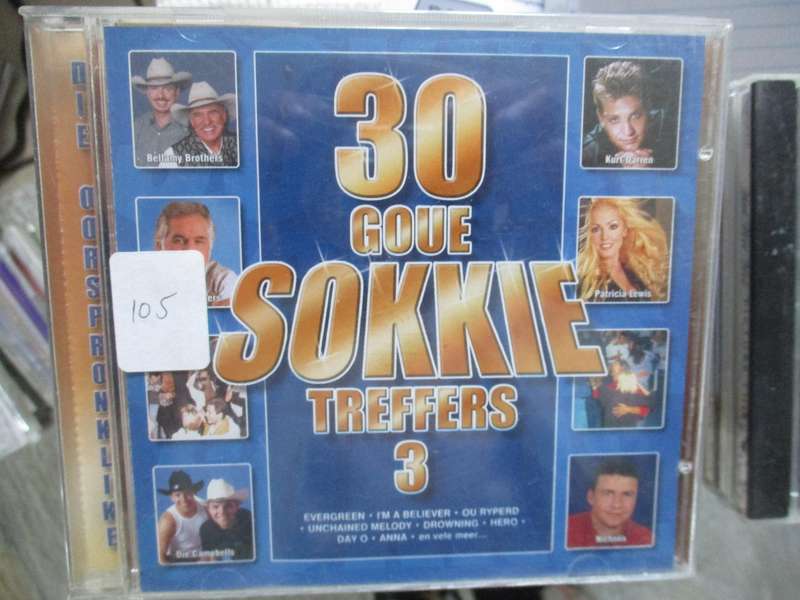 DIE OORSPRONKLIKE
Bellamy Brothers
30
GOUE
SOKKIE
TREFFERS
3
Kurt Darren
Patricia Lewis
105
Die Campbells
Nicholis
EVERGREEN • I'M A BELIEVER • OU RYPERD
• UNCHAINED MELODY • DROWNING • HERO •
DAY O • ANNA • en vele meer...